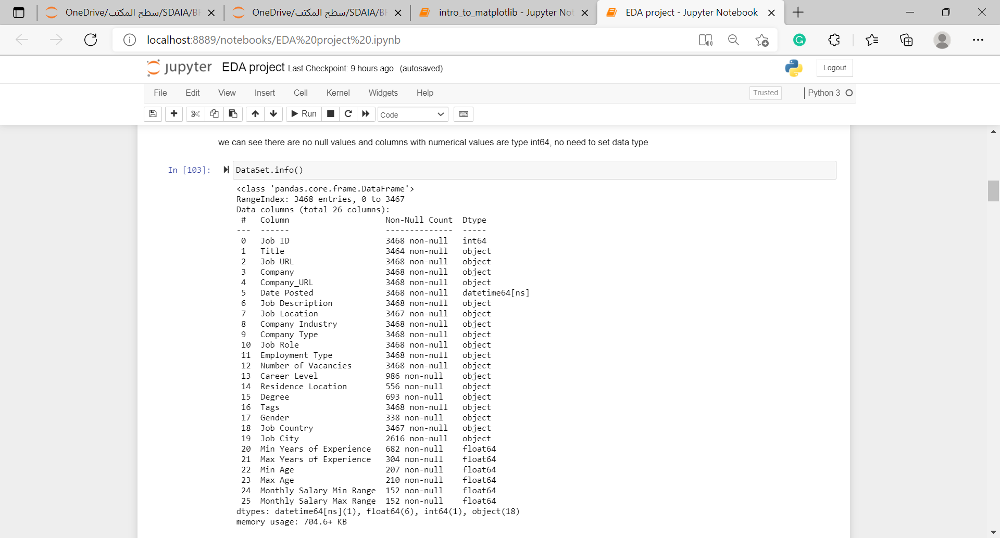 OneDrive/سطح المكتب/SDAIA/B
OneDrive/سطح المكتب/SDAIA/B
intro_to_matplotlib - Jupyter Not
EDA project - Jupyter Notebook
localhost:8889/notebooks/EDA%20project%20.ipynb
jupyter EDA project Last Checkpoint: 9 hours ago (autosaved)
Logout
File Edit View Insert Cell Kernel Widgets Help
Trusted
Python 3
Run
Code
we can see there are no null values and columns with numerical values are type int64, no need to set data type
In [103]: DataSet.info()
<class 'pandas.core.frame.DataFrame'>
RangeIndex: 3468 entries, 0 to 3467
Data columns (total 26 columns):
# Column Non-Null Count Dtype
--- ------ -------------- -----
0 Job ID 3468 non-null int64
1 Title 3464 non-null object
2 Job URL 3468 non-null object
3 Company 3468 non-null object
4 Company_URL 3468 non-null object
5 Date Posted 3468 non-null datetime64[ns]
6 Job Description 3468 non-null object
7 Job Location 3467 non-null object
8 Company Industry 3468 non-null object
9 Company Type 3468 non-null object
10 Job Role 3468 non-null object
11 Employment Type 3468 non-null object
12 Number of Vacancies 3468 non-null object
13 Career Level 986 non-null object
14 Residence Location 556 non-null object
15 Degree 693 non-null object
16 Tags 3468 non-null object
17 Gender 338 non-null object
18 Job Country 3467 non-null object
19 Job City 2616 non-null object
20 Min Years of Experience 682 non-null float64
21 Max Years of Experience 304 non-null float64
22 Min Age 207 non-null float64
23 Max Age 210 non-null float64
24 Monthly Salary Min Range 152 non-null float64
25 Monthly Salary Max Range 152 non-null float64
dtypes: datetime64[ns](1), float64(6), int64(1), object(18)
memory usage: 704.6+ KB